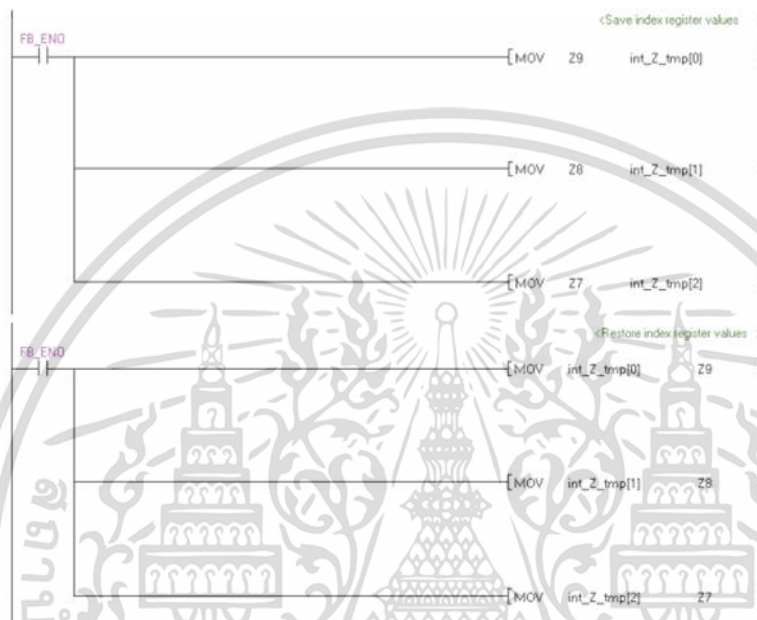 <Save index register values
FB_ENO
[MOV Z9 int_Z_tmp[0]
[MOV Z8 int_Z_tmp[1]
[MOV Z7 int_Z_tmp[2]
<Restore index register values
FB_ENO
[MOV int_Z_tmp[0] Z9
[MOV int_Z_tmp[1] Z8
[MOV int_Z_tmp[2] Z7